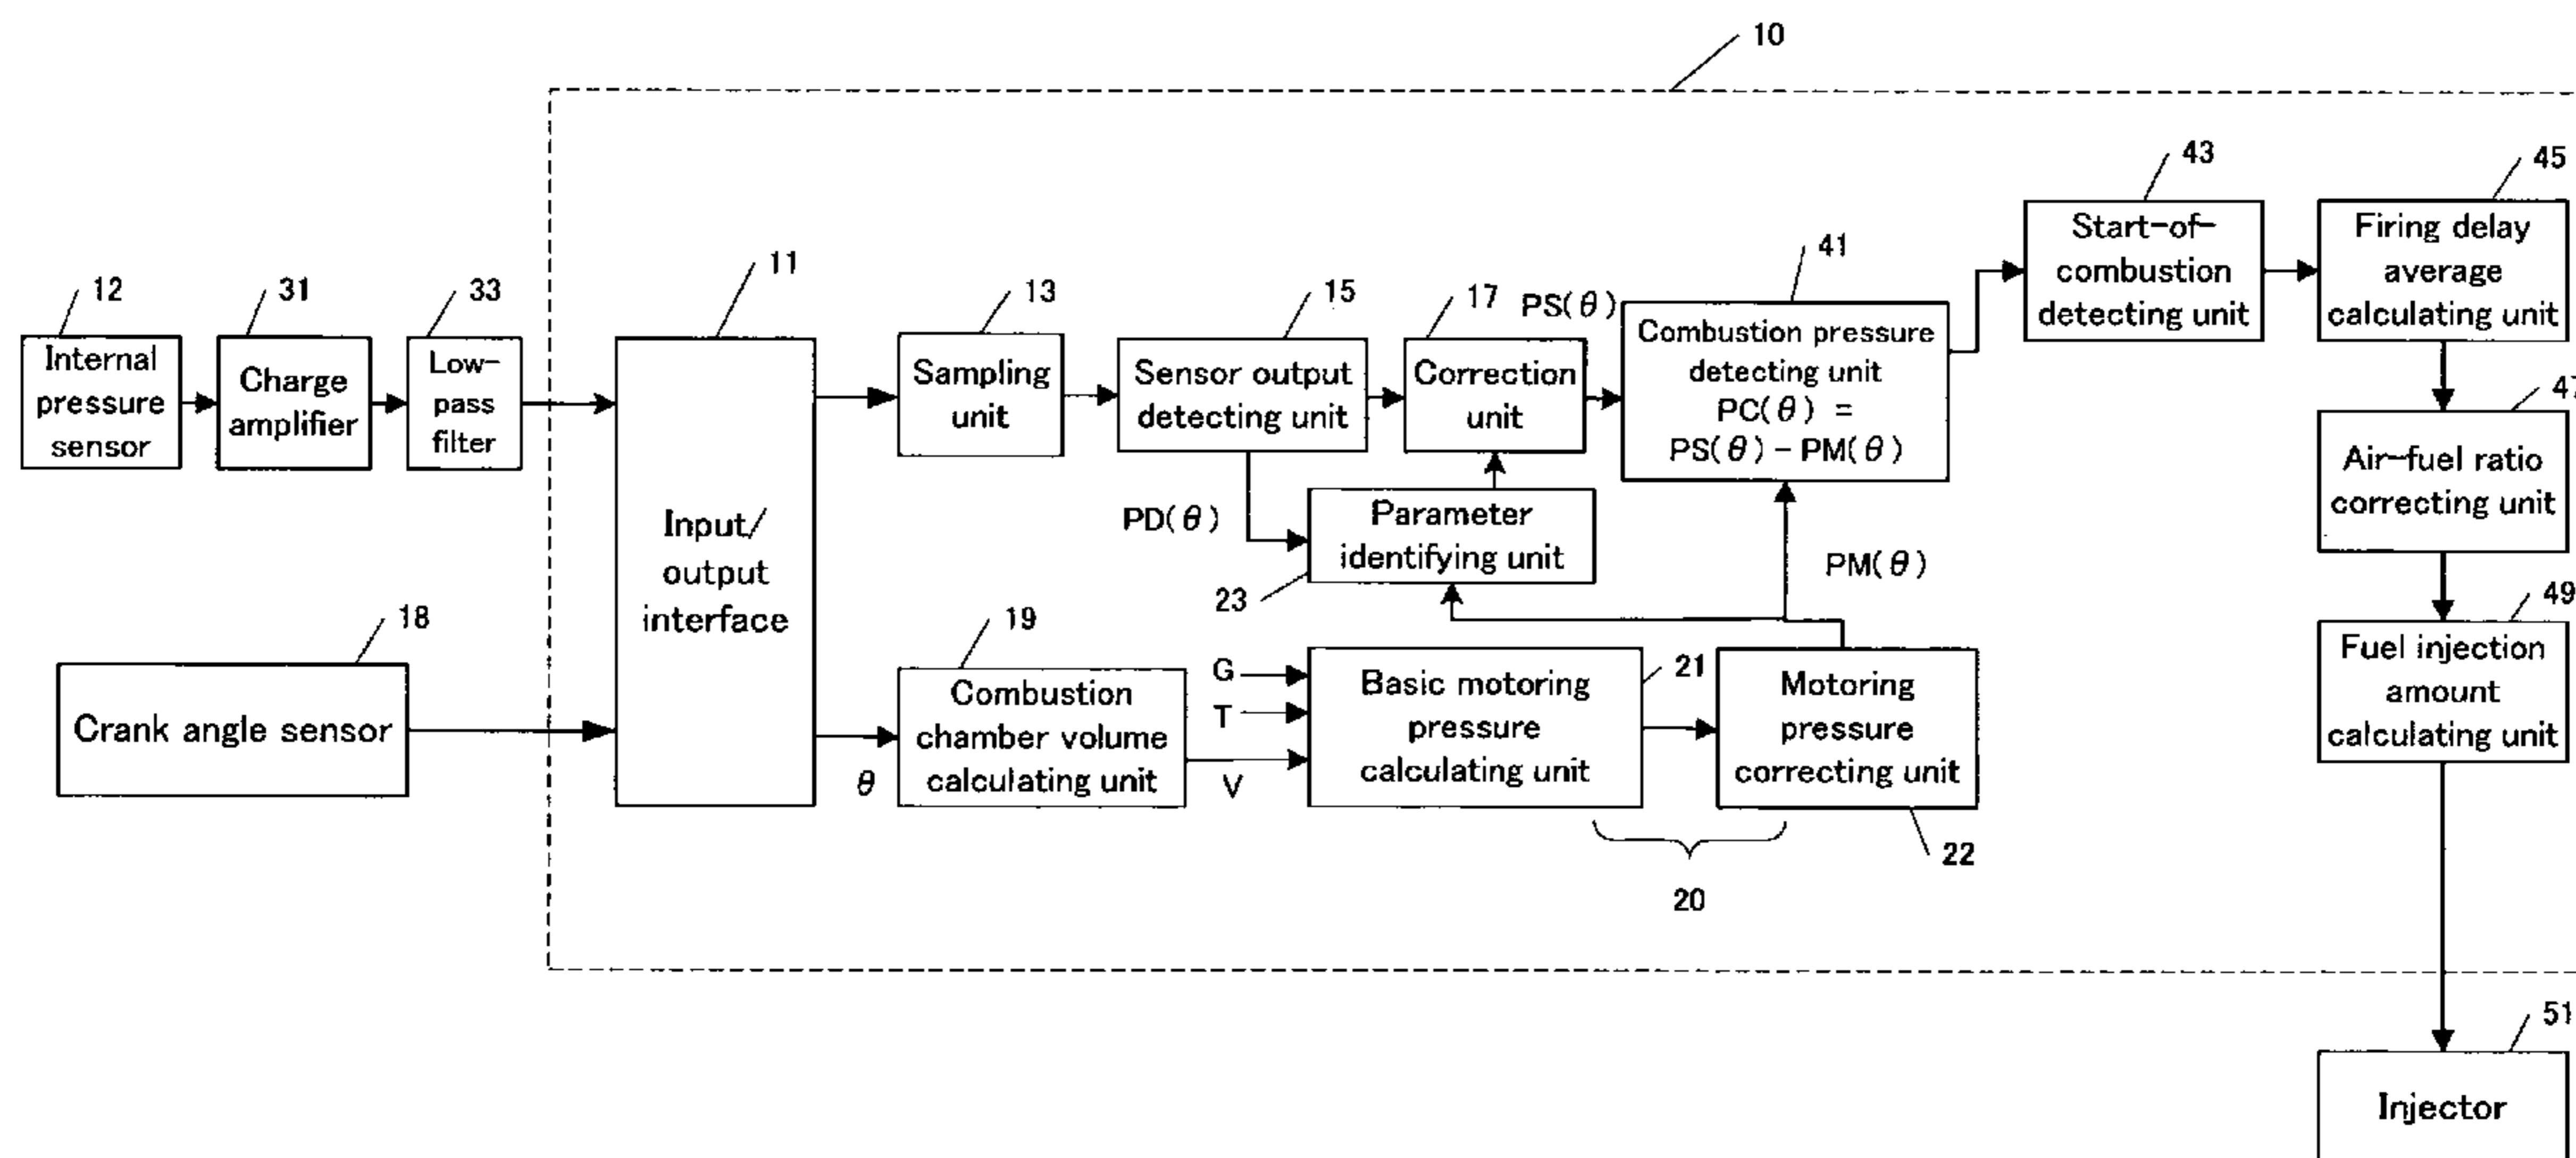 10
43
45
41
11
12
31
33
13
15
17
PS(θ)
Start-of-
combustion
detecting unit
Firing delay
average
calculating unit
Internal
pressure
sensor
Charge
amplifier
Low-
pass
filter
Sampling
unit
Sensor output
detecting unit
Correction
unit
Combustion pressure
detecting unit
PC(θ) =
PS(θ) - PM(θ)
47
Air-fuel ratio
correcting unit
Input/
output
interface
PD(θ)
Parameter
identifying unit
23
PM(θ)
49
18
19
Crank angle sensor
θ
Combustion
chamber volume
calculating unit
G
T
V
Basic motoring
pressure
calculating unit
21
Motoring
pressure
correcting unit
22
20
Fuel injection
amount
calculating unit
51
Injector